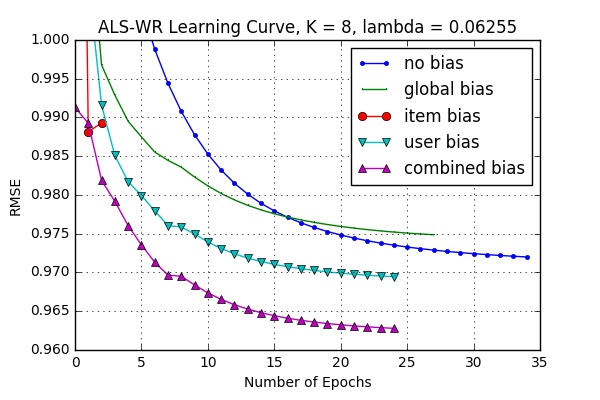 ALS-WR Learning Curve, K = 8, lambda = 0.06255
1.000
0.995
0.990
0.985
0.980
0.975
0.970
0.965
0.960
RMSE
no bias
global bias
item bias
user bias
combined bias
0 5 10 15 20 25 30 35
Number of Epochs